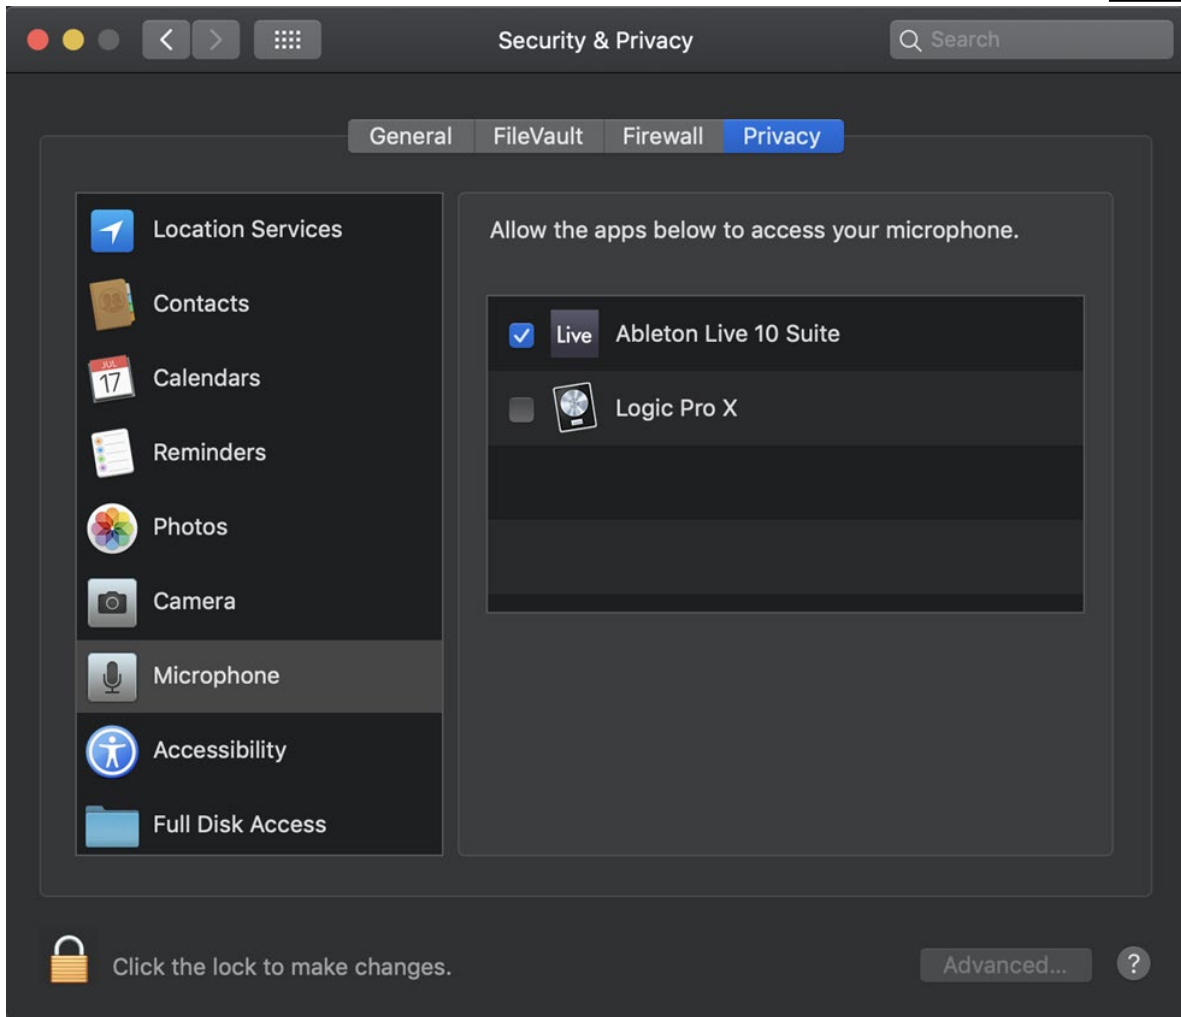 Security & Privacy
Search
General FileVault Firewall Privacy
Location Services
Contacts
JUL
17
Calendars
Reminders
Photos
Camera
Microphone
Accessibility
Full Disk Access
Allow the apps below to access your microphone.
Live Ableton Live 10 Suite
Logic Pro X
Click the lock to make changes.
Advanced... ?